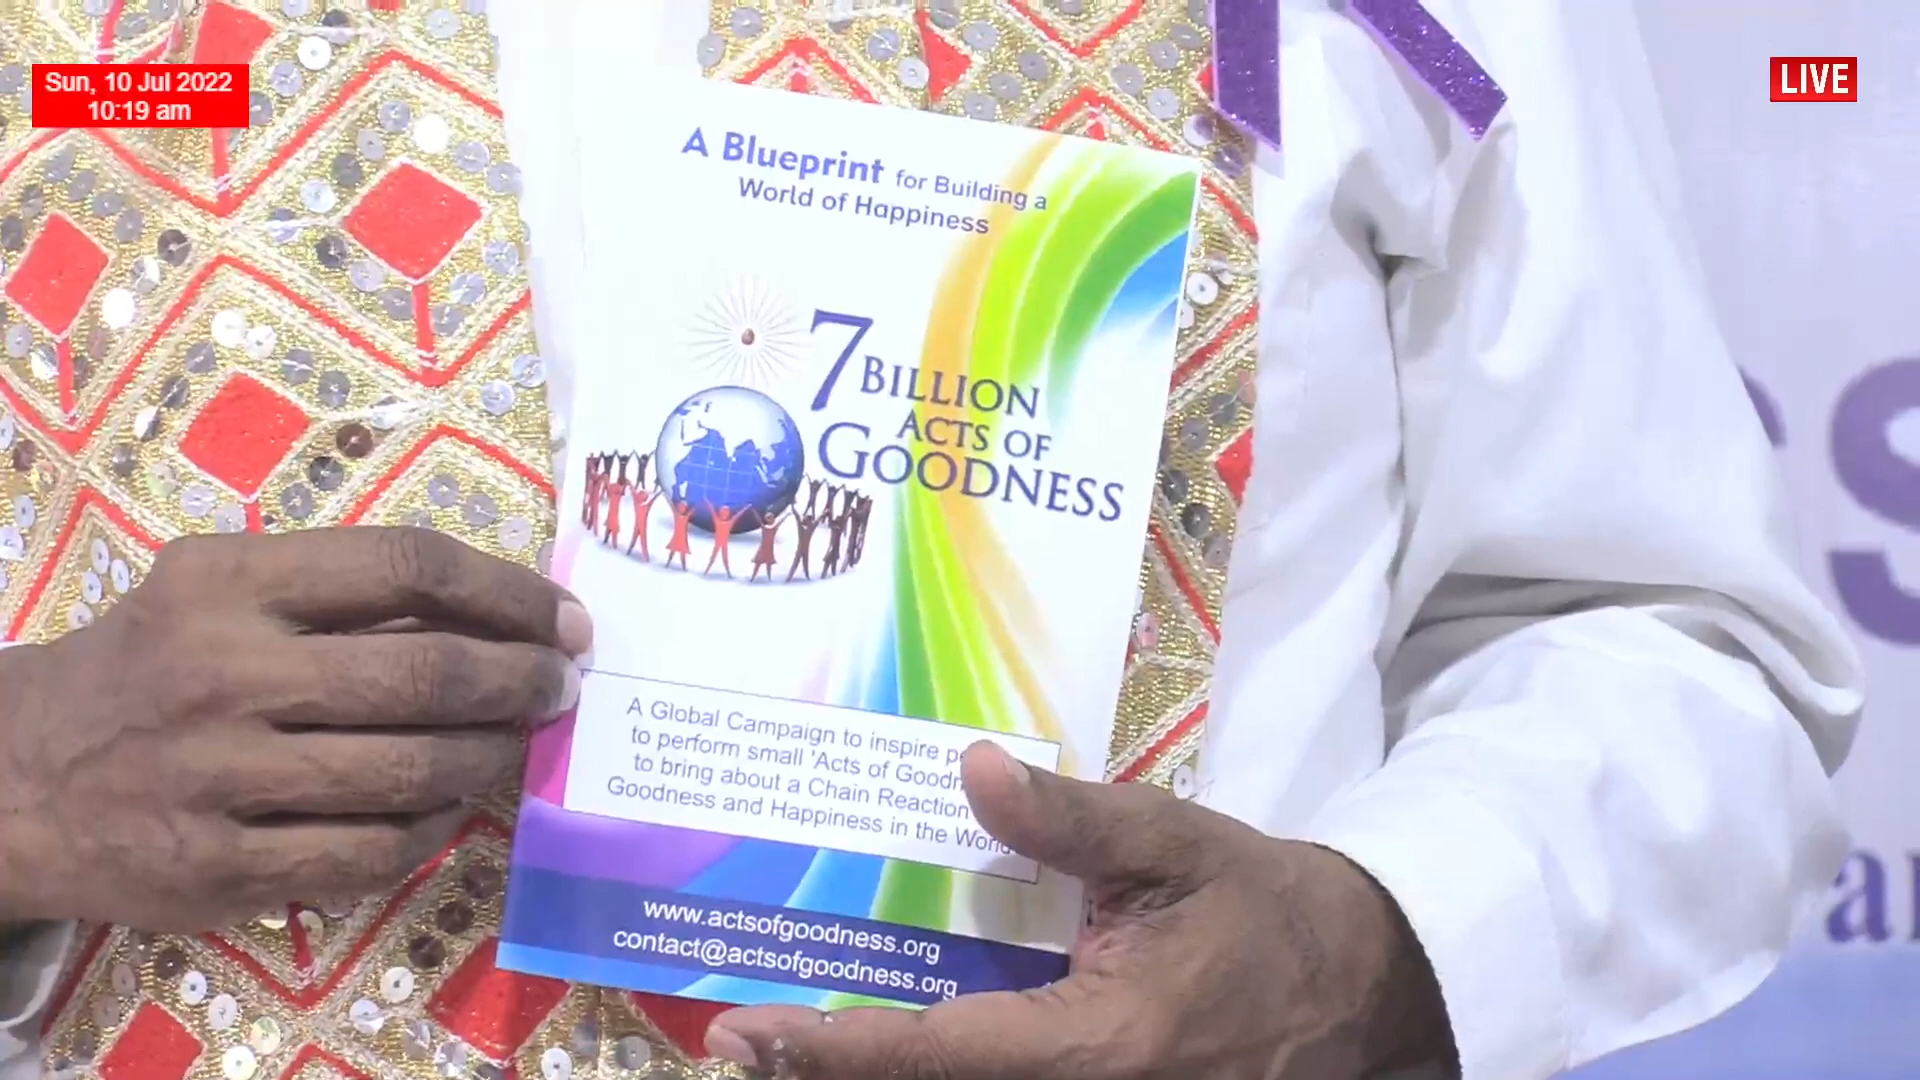 Sun, 10 Jul 2022
10:19 am
LIVE
A Blueprint for Building a
World of Happiness
7 BILLION
ACTS OF
GOODNESS
A Global Campaign to inspire
to perform small 'Acts of
to bring about a Chain Reaction
Goodness and Happiness in the World
www.actsofgoodness.org
contact@actsofgoodness.org